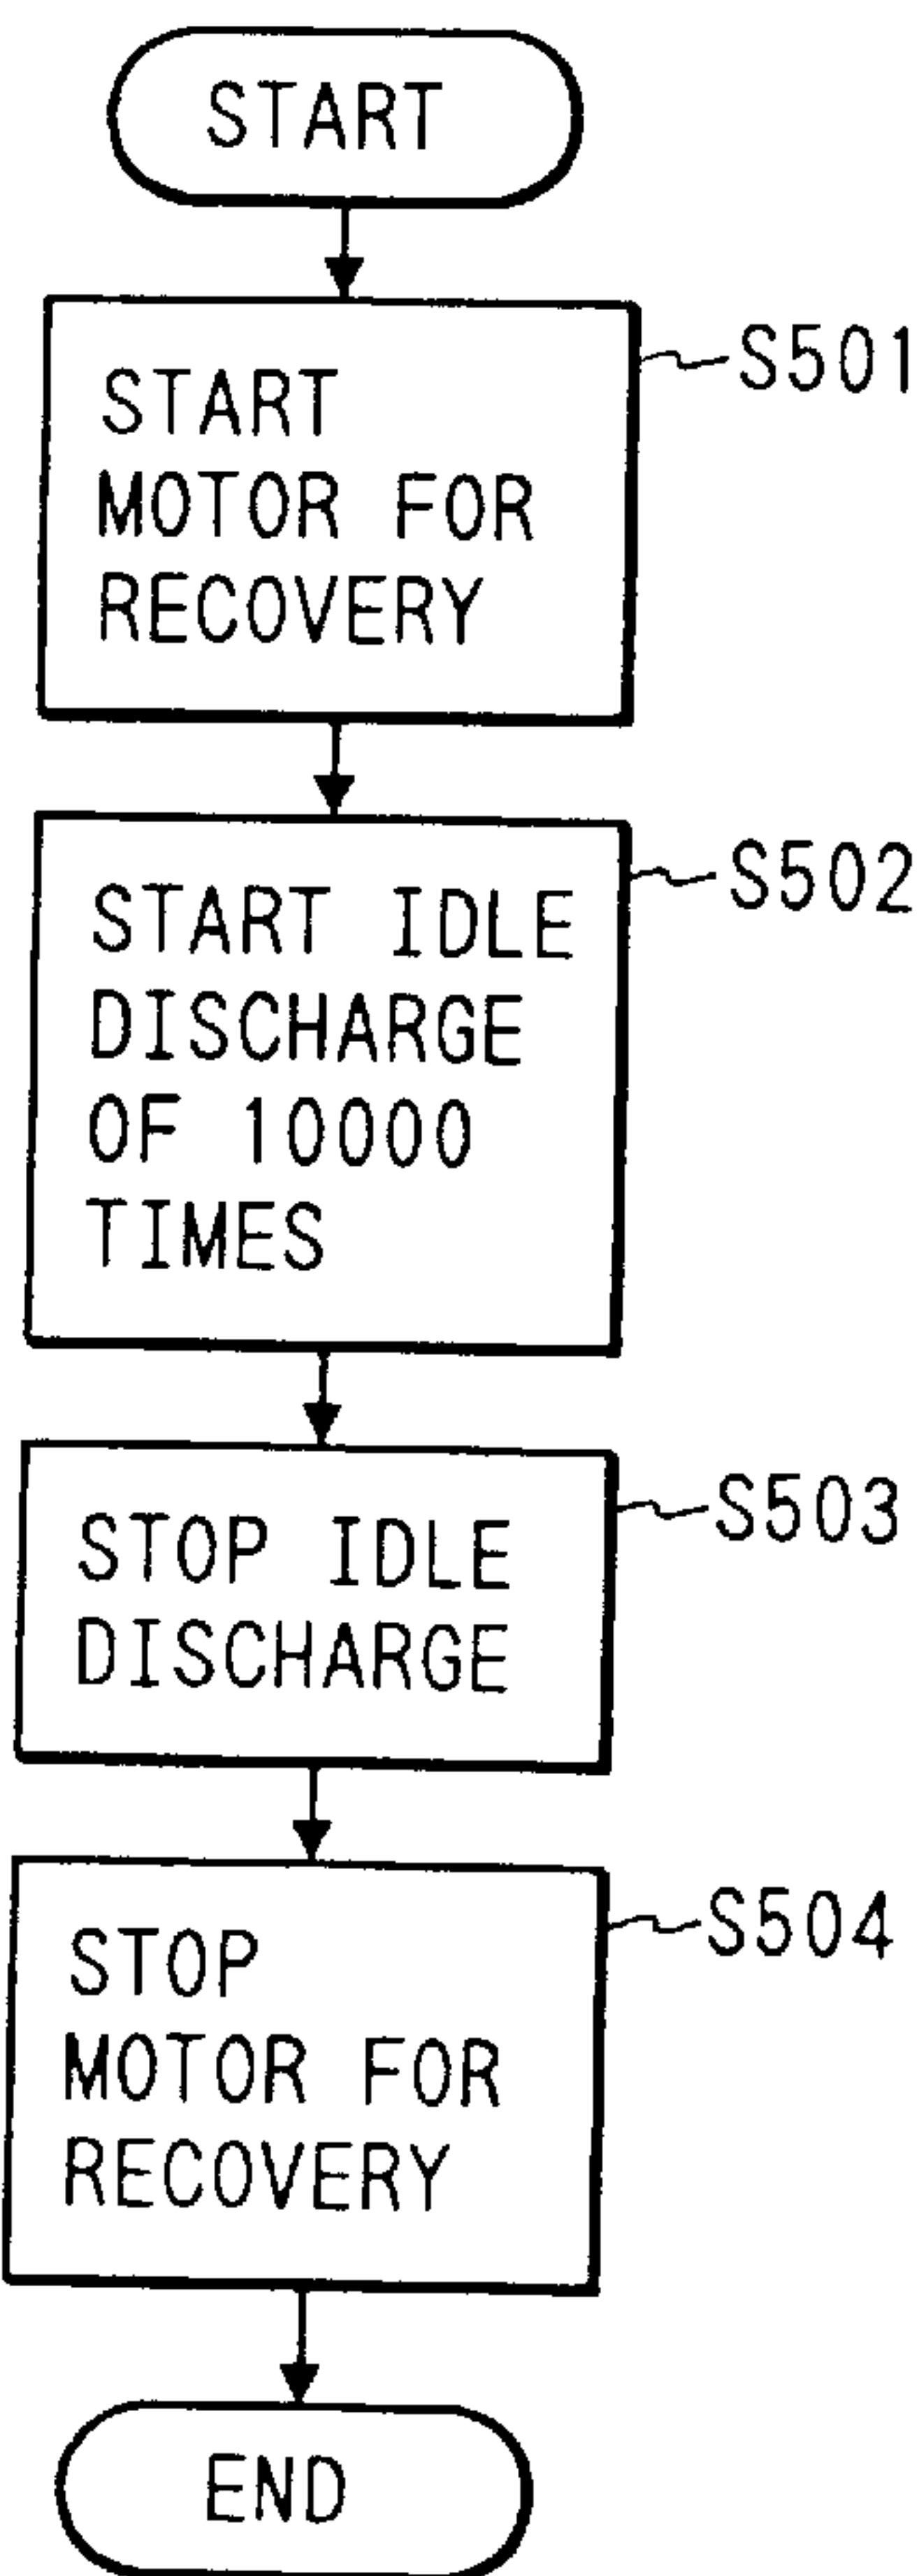 START
S501
START
MOTOR FOR
RECOVERY
S502
START IDLE
DISCHARGE
OF 10000
TIMES
S503
STOP IDLE
DISCHARGE
S504
STOP
MOTOR FOR
RECOVERY
END